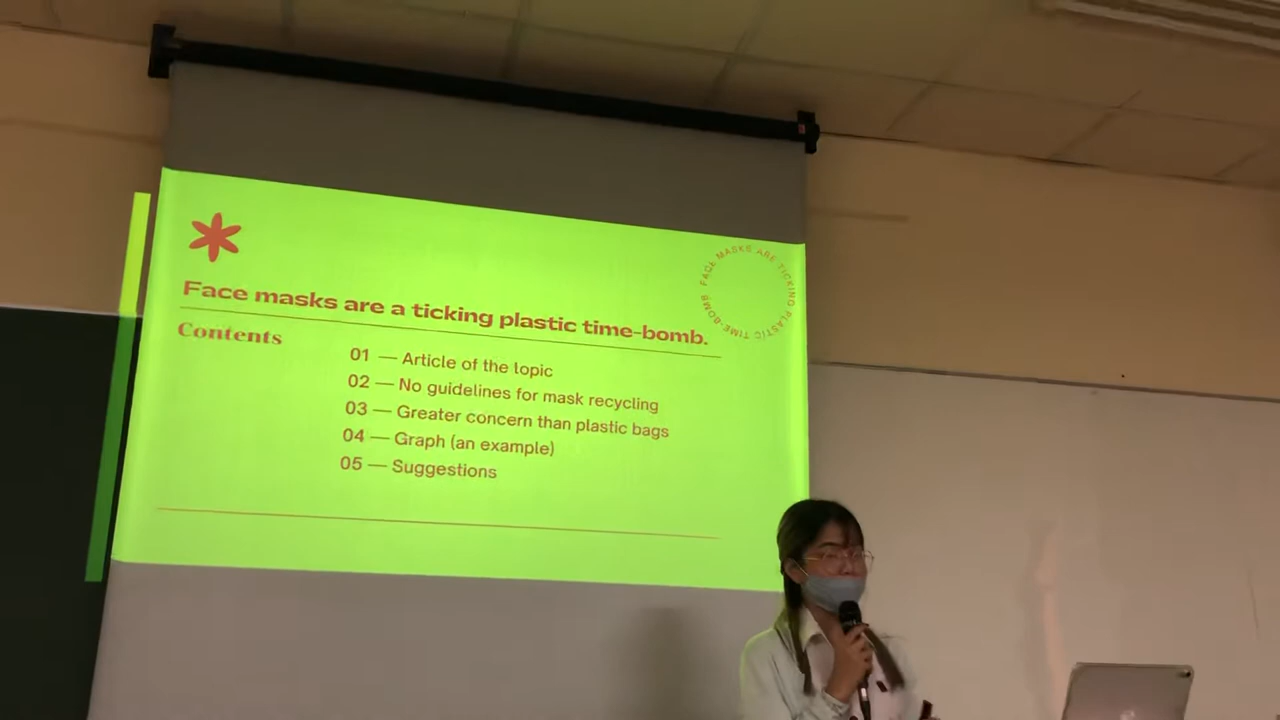 FACE MASKS ARE TICKING PLASTIC TIME-BOMB
Face masks are a ticking plastic time-bomb.
Contents
01 — Article of the topic
02 — No guidelines for mask recycling
03 — Greater concern than plastic bags
04 — Graph (an example)
05 — Suggestions